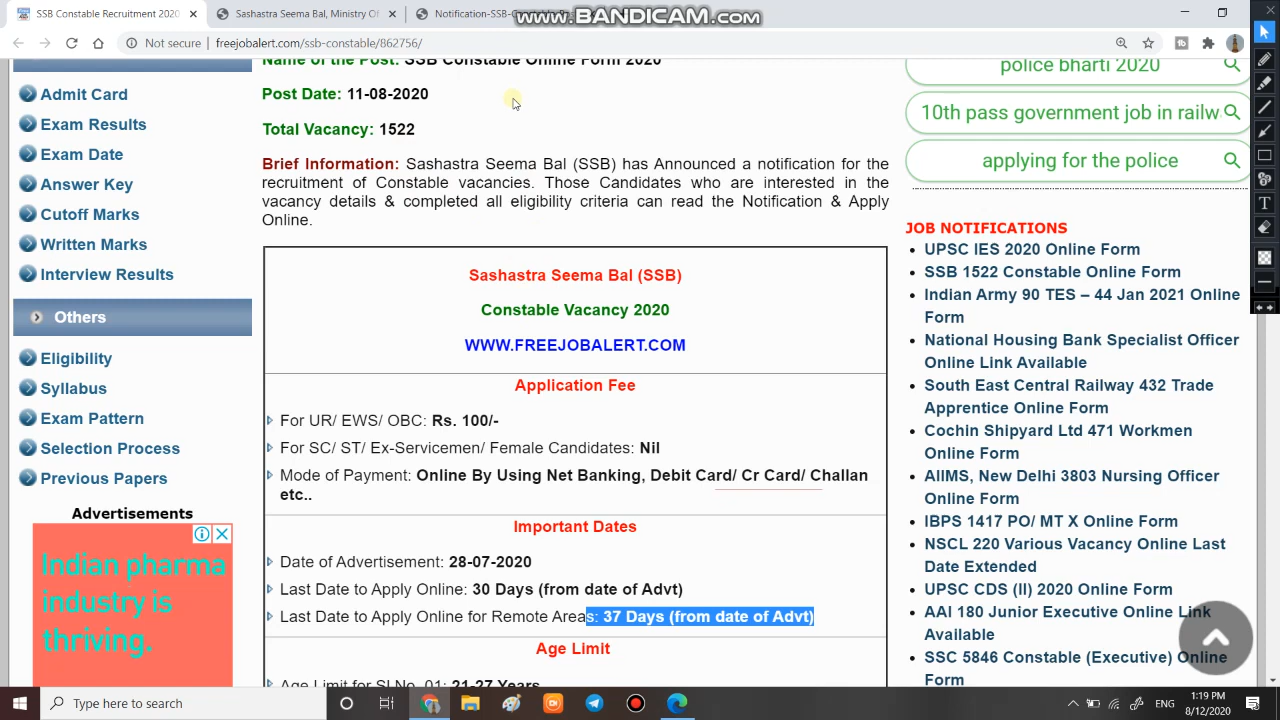 SSB Constable Recruitment 2020
Sashastra Seema Bal, Ministry Of
Notification-SSB-Const
www.BANDICAM.com
Not secure
freejobalert.com/ssb-constable/862756/
Admit Card
Exam Results
Exam Date
Answer Key
Cutoff Marks
Written Marks
Interview Results
Others
Eligibility
Syllabus
Exam Pattern
Selection Process
Previous Papers
Advertisements
Indian pharma
industry is
thriving.
Name of the Post: SSB Constable Online Form 2020
Post Date: 11-08-2020
Total Vacancy: 1522
Brief Information: Sashastra Seema Bal (SSB) has Announced a notification for the
recruitment of Constable vacancies. Those Candidates who are interested in the
vacancy details & completed all eligibility criteria can read the Notification & Apply
Online.
Sashastra Seema Bal (SSB)
Constable Vacancy 2020
WWW.FREEJOBALERT.COM
Application Fee
For UR/ EWS/ OBC: Rs. 100/-
For SC/ ST/ Ex-Servicemen/ Female Candidates: Nil
Mode of Payment: Online By Using Net Banking, Debit Card/ Cr Card/ Challan
etc..
Important Dates
Date of Advertisement: 28-07-2020
Last Date to Apply Online: 30 Days (from date of Advt)
Last Date to Apply Online for Remote Areas: 37 Days (from date of Advt)
Age Limit
Age Limit for Sl No. 01: 21-27 Years
police bharti 2020
10th pass government job in railw
applying for the police
JOB NOTIFICATIONS
UPSC IES 2020 Online Form
SSB 1522 Constable Online Form
Indian Army 90 TES – 44 Jan 2021 Online
Form
National Housing Bank Specialist Officer
Online Link Available
South East Central Railway 432 Trade
Apprentice Online Form
Cochin Shipyard Ltd 471 Workmen
Online Form
AIIMS, New Delhi 3803 Nursing Officer
Online Form
IBPS 1417 PO/ MT X Online Form
NSCL 220 Various Vacancy Online Last
Date Extended
UPSC CDS (II) 2020 Online Form
AAI 180 Junior Executive Online Link
Available
SSC 5846 Constable (Executive) Online
Form
Type here to search
ENG
1:19 PM
8/12/2020